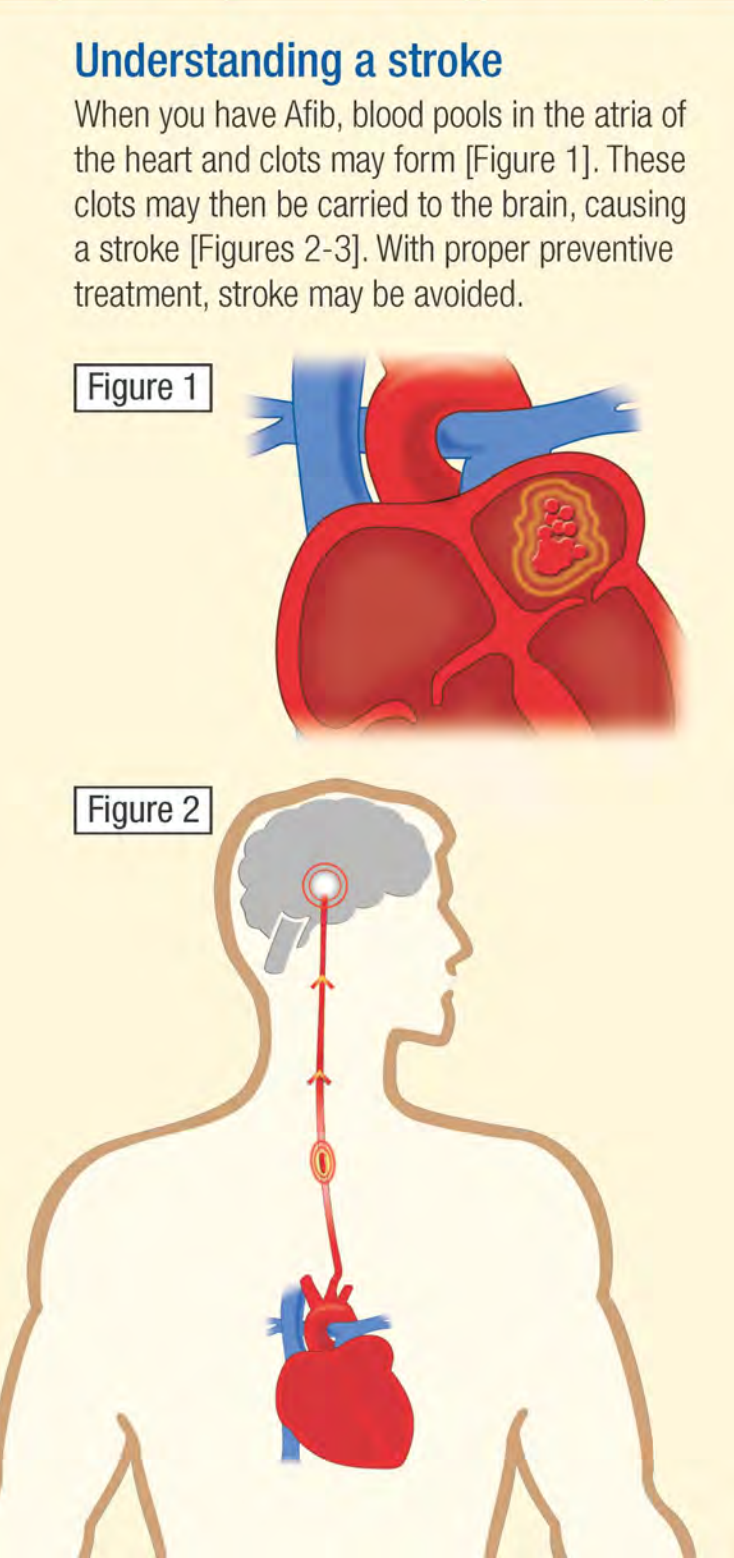 Understanding a stroke
When you have Afib, blood pools in the atria of
the heart and clots may form [Figure 1]. These
clots may then be carried to the brain, causing
a stroke [Figures 2-3]. With proper preventive
treatment, stroke may be avoided.
Figure 1
Figure 2